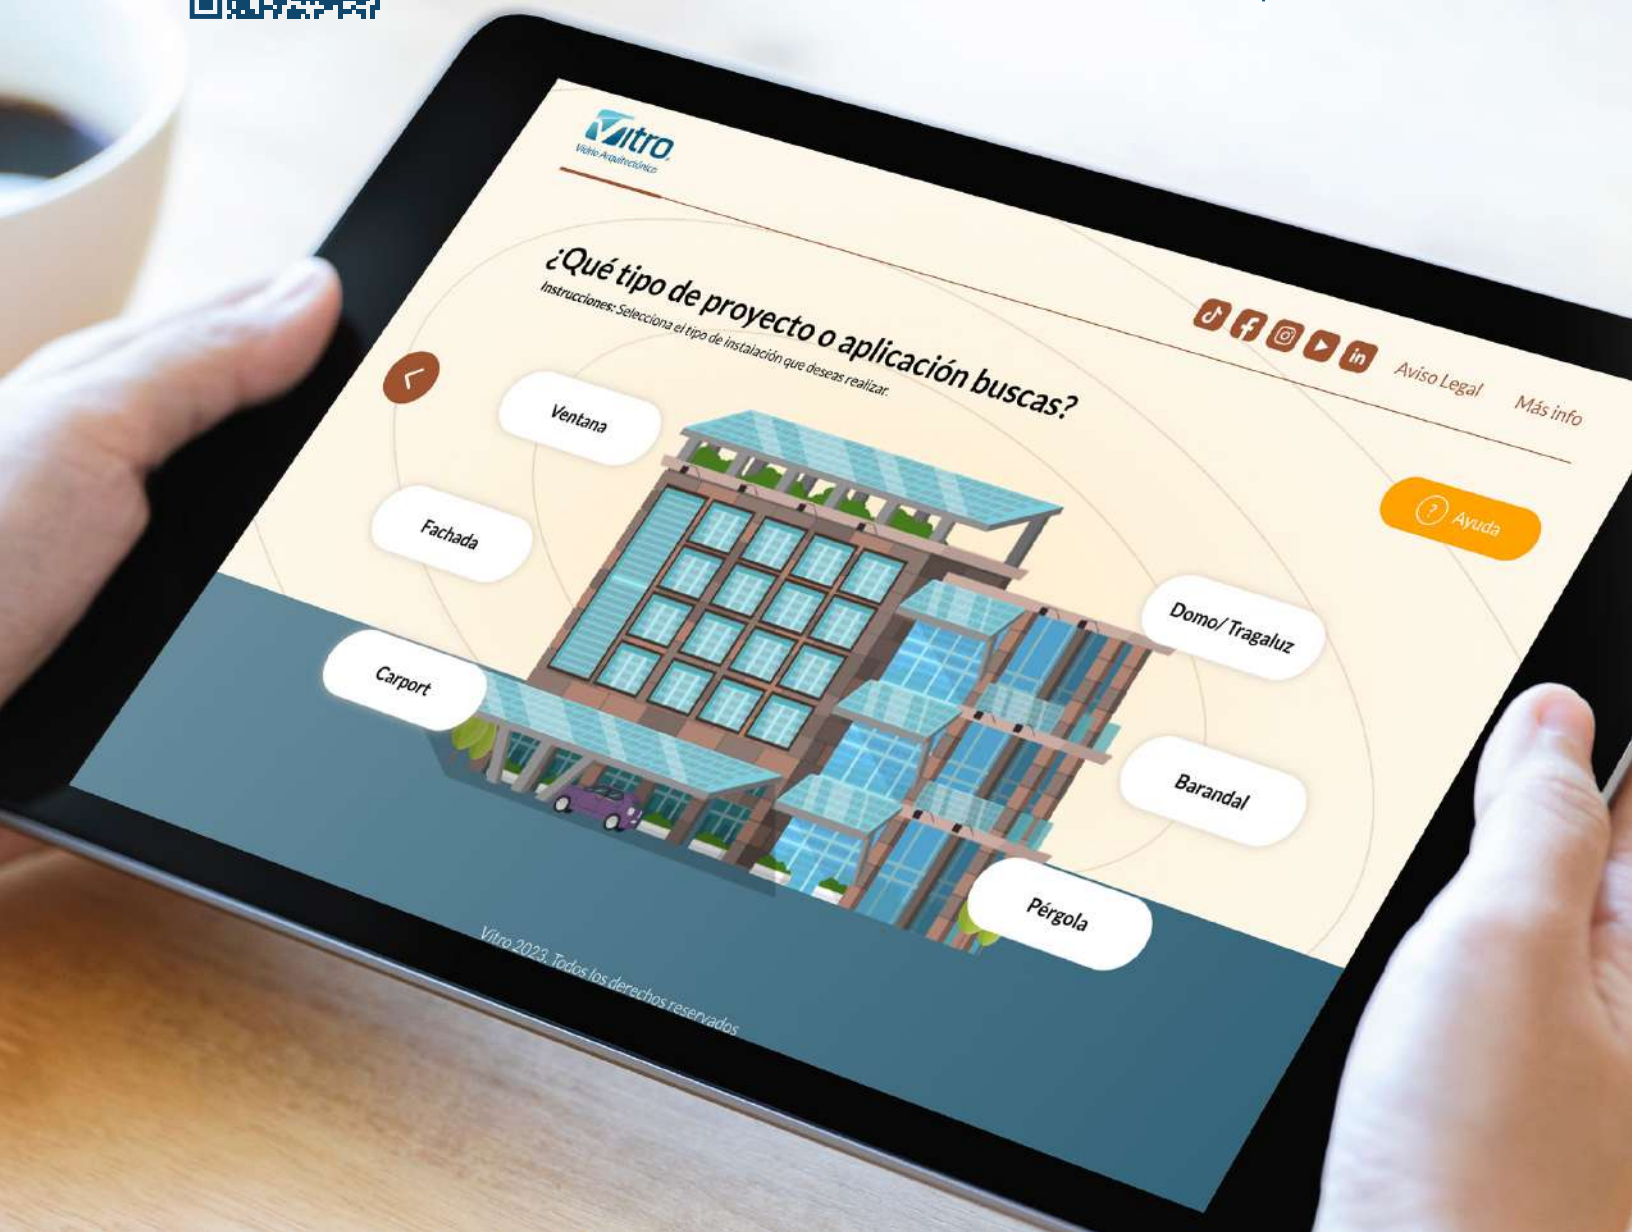 Vitro
Vidrio Arquitectónico
Aviso Legal
Más info
¿Qué tipo de proyecto o aplicación buscas?
Instrucciones: Selecciona el tipo de instalación que deseas realizar.
? Ayuda
Ventana
Fachada
Carport
Domo/ Tragaluz
Barandal
Pérgola
Vitro 2023. Todos los derechos reservados